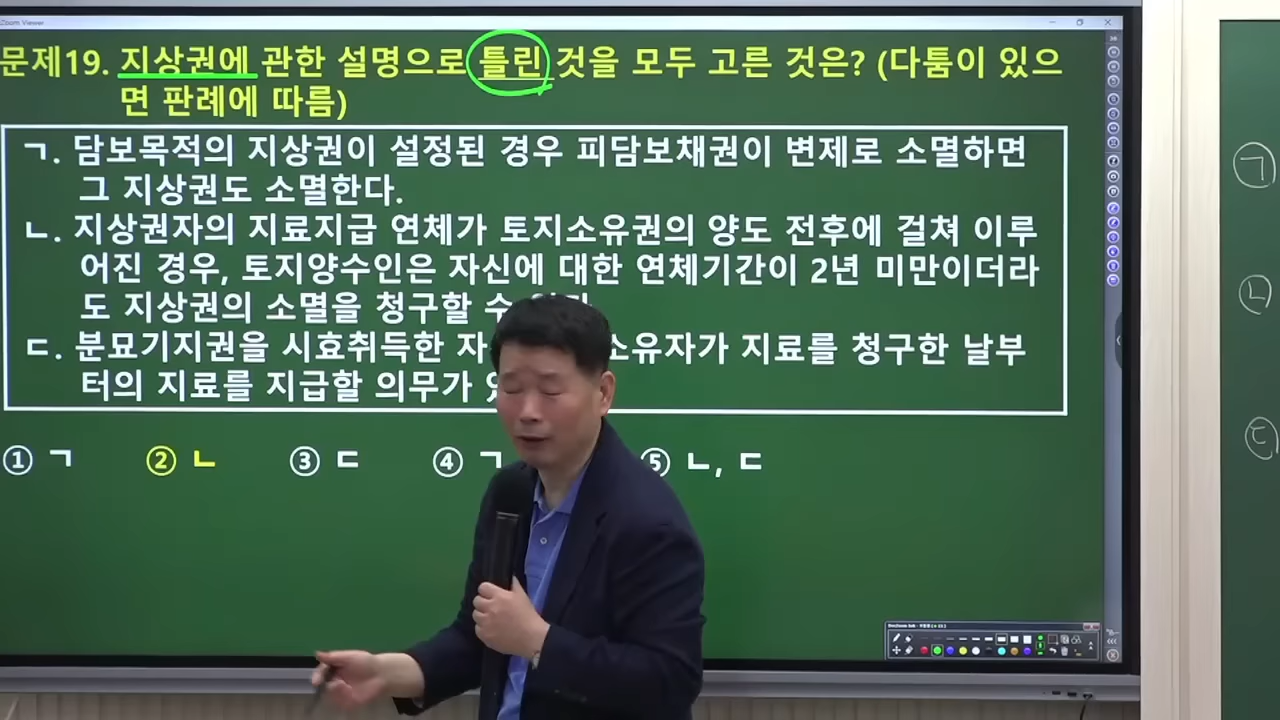 Zoom Viewer
문제19. 지상권에 관한 설명으로 틀린 것을 모두 고른 것은? (다툼이 있으
면 판례에 따름)
ㄱ. 담보목적의 지상권이 설정된 경우 피담보채권이 변제로 소멸하면
그 지상권도 소멸한다.
ㄴ. 지상권자의 지료지급 연체가 토지소유권의 양도 전후에 걸쳐 이루
어진 경우, 토지양수인은 자신에 대한 연체기간이 2년 미만이더라
도 지상권의 소멸을 청구할 수
ㄷ. 분묘기지권을 시효취득한 자 소유자가 지료를 청구한 날부
터의 지료를 지급할 의무가
① ㄱ ② ㄴ ③ ㄷ ④ ㄱ ⑤ ㄴ, ㄷ
ㄱ
ㄴ
ㄷ